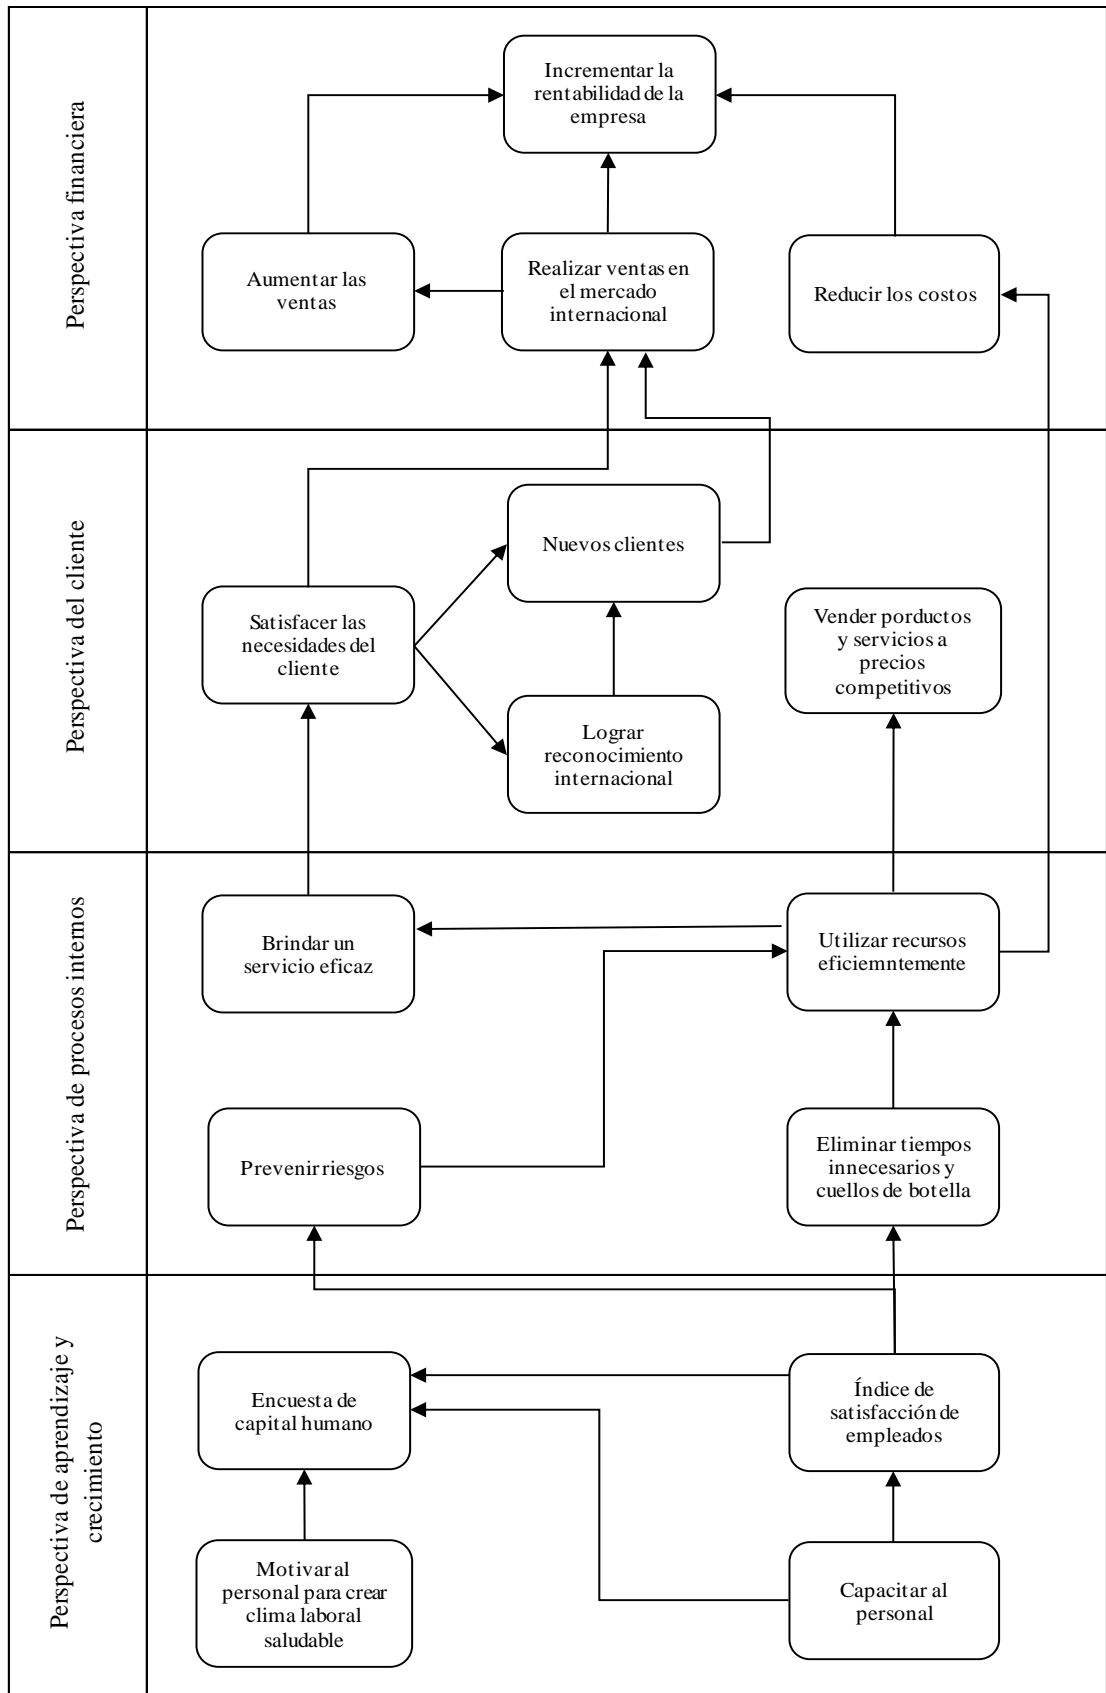 Perspectiva financiera
Incrementar la
rentabilidad de la
empresa
Aumentar las
ventas
Realizar ventas en
el mercado
internacional
Reducir los costos
Perspectiva del cliente
Nuevos clientes
Satisfacer las
necesidades del
cliente
Vender porductos
y servicios a
precios
competitivos
Lograr
reconocimiento
internacional
Perspectiva de procesos internos
Brindar un
servicio eficaz
Utilizar recursos
eficiemntemente
Prevenir riesgos
Eliminar tiempos
innecesarios y
cuellos de botella
Perspectiva de aprendizaje y
crecimiento
Encuesta de
capital humano
Índice de
satisfacción de
empleados
Motivar al
personal para crear
clima laboral
saludable
Capacitar al
personal